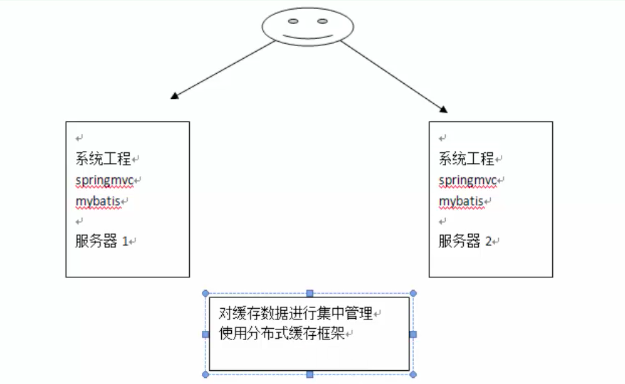 系统工程
springmvc
mybatis
服务器 1
系统工程
springmvc
mybatis
服务器 2
对缓存数据进行集中管理
使用分布式缓存框架